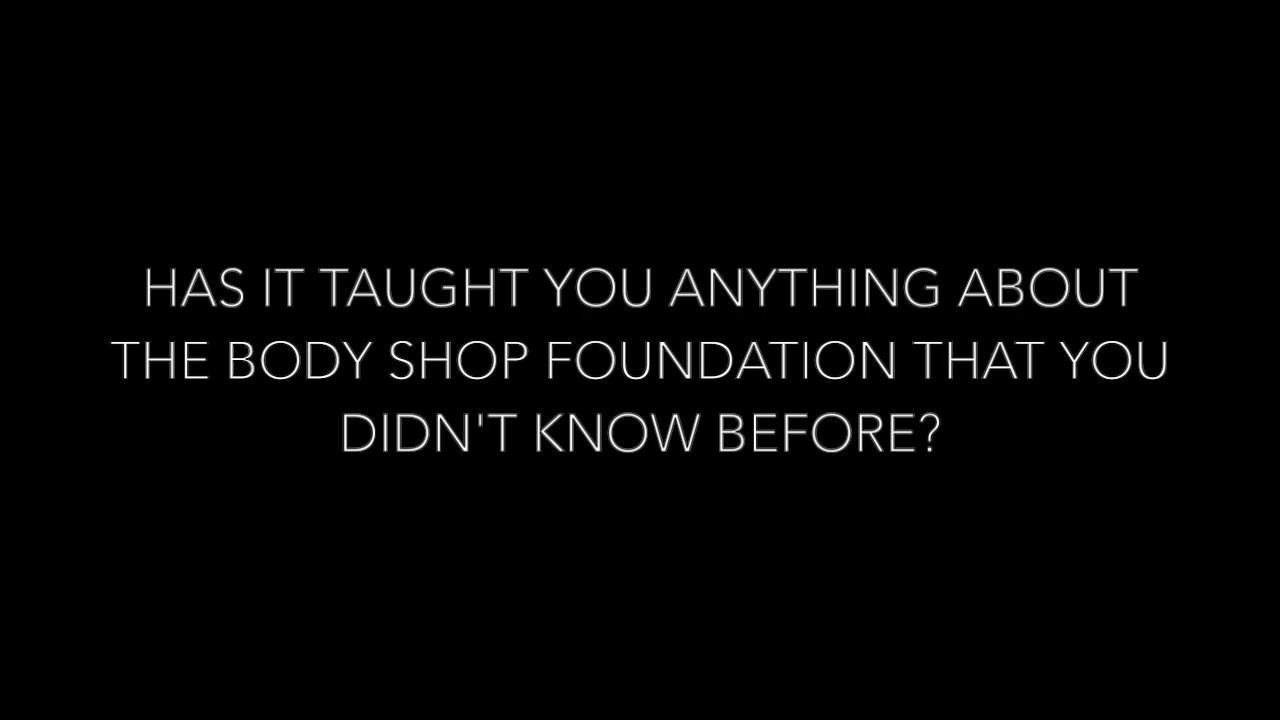 HAS IT TAUGHT YOU ANYTHING ABOUT
THE BODY SHOP FOUNDATION THAT YOU
DIDN'T KNOW BEFORE?